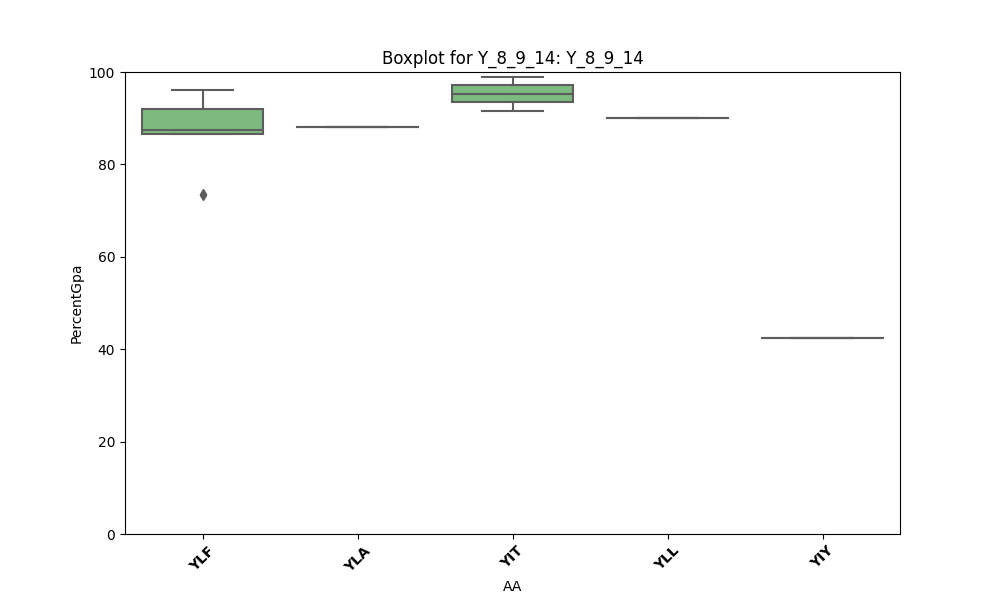 Boxplot for Y_8_9_14: Y_8_9_14
100
80
60
40
20
0
PercentGpa
YLF
YLA
YIT
YLL
YIY
AA